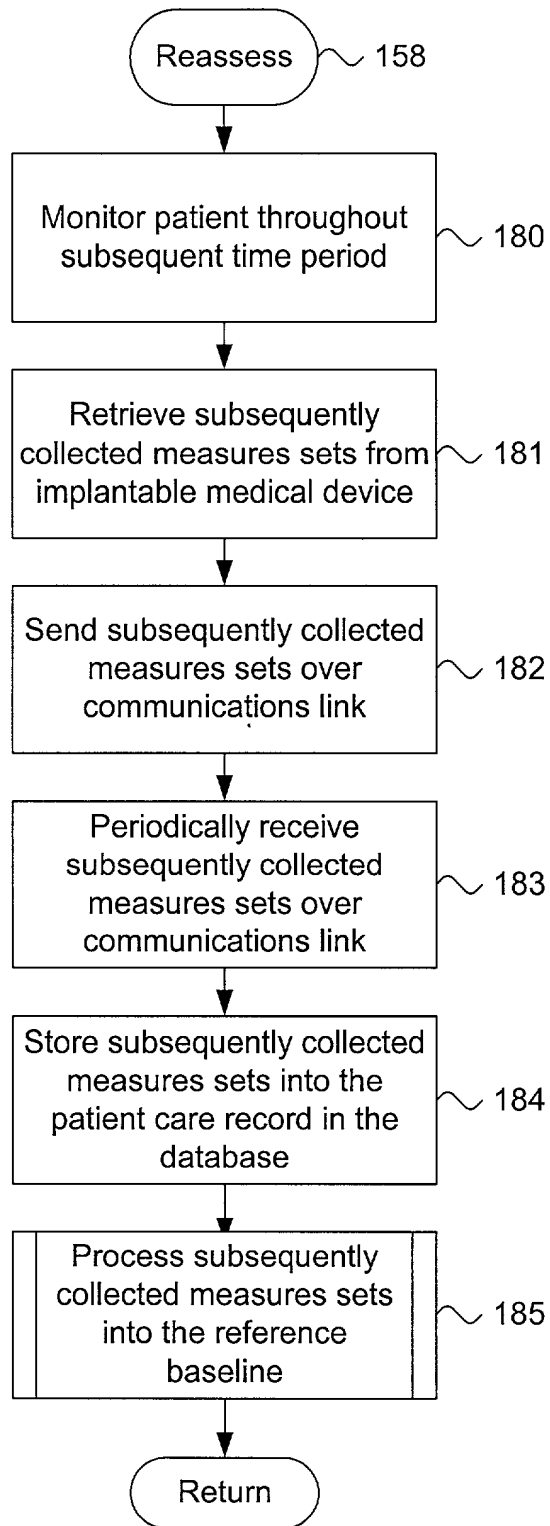 Reassess
158
Monitor patient throughout
subsequent time period
180
Retrieve subsequently
collected measures sets from
implantable medical device
181
Send subsequently collected
measures sets over
communications link
182
Periodically receive
subsequently collected
measures sets over
communications link
183
Store subsequently collected
measures sets into the
patient care record in the
database
184
Process subsequently
collected measures sets
into the reference
baseline
185
Return